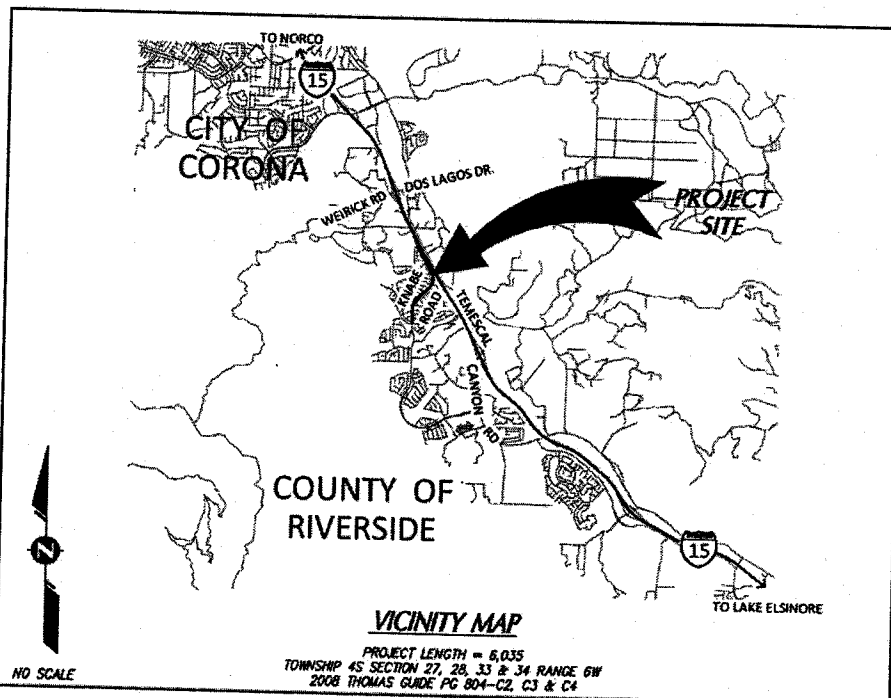 TO NORCO
15
CITY OF
CORONA
WEIRICK RD
DOS LAGOS DR.
PROJECT
SITE
KNABE
ROAD
TEMESCAL
CANYON RD
COUNTY OF
RIVERSIDE
15
TO LAKE ELSINORE
N
NO SCALE
VICINITY MAP
PROJECT LENGTH = 6,035
TOWNSHIP 4S SECTION 27, 28, 33 & 34 RANGE 6W
2008 THOMAS GUIDE PG 804-C2, C3 & C4